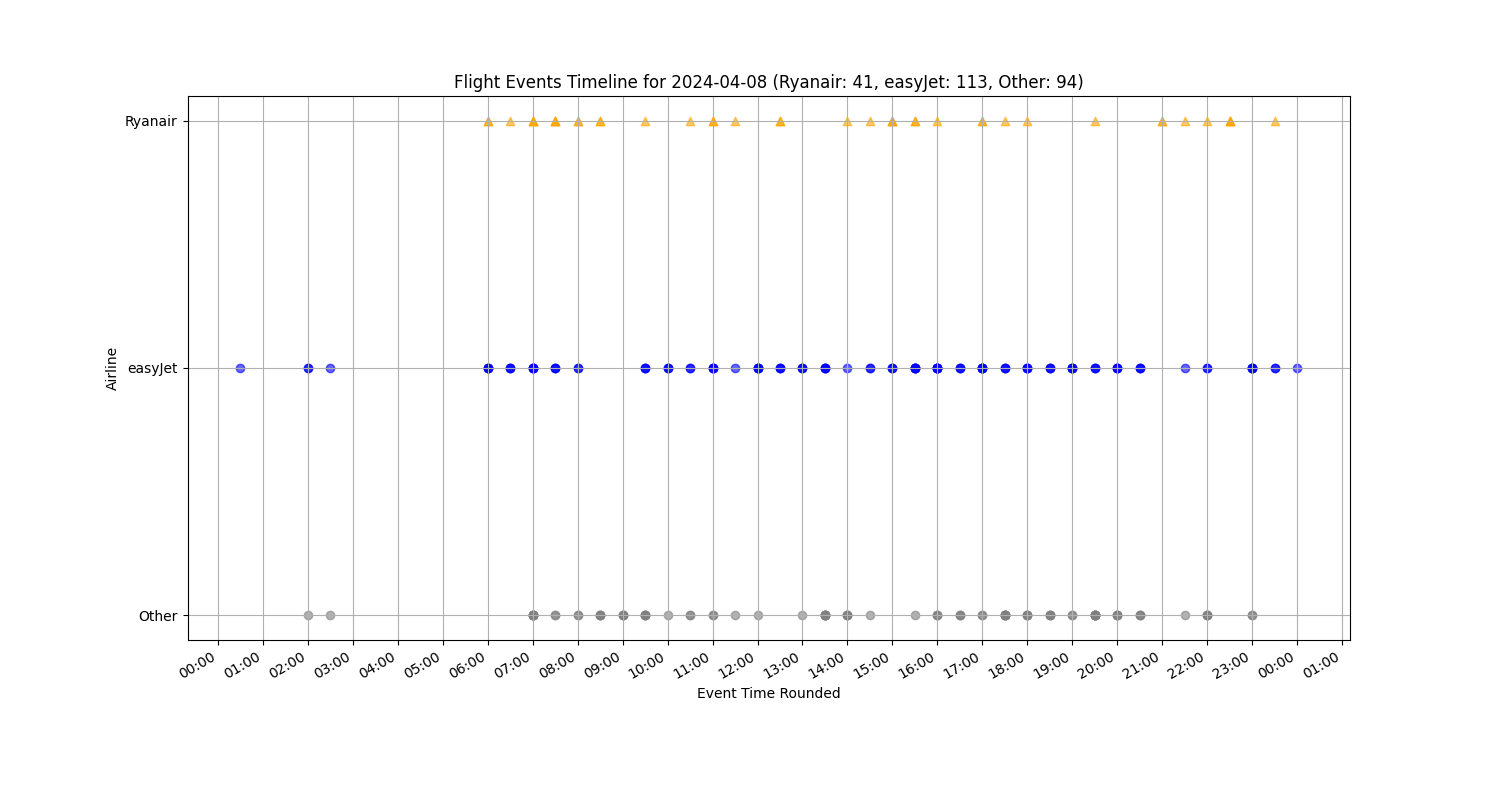 Flight Events Timeline for 2024-04-08 (Ryanair: 41, easyJet: 113, Other: 94)
Ryanair
easyJet
Other
Airline
00:00 01:00 02:00 03:00 04:00 05:00 06:00 07:00 08:00 09:00 10:00 11:00 12:00 13:00 14:00 15:00 16:00 17:00 18:00 19:00 20:00 21:00 22:00 23:00 00:00 01:00
Event Time Rounded